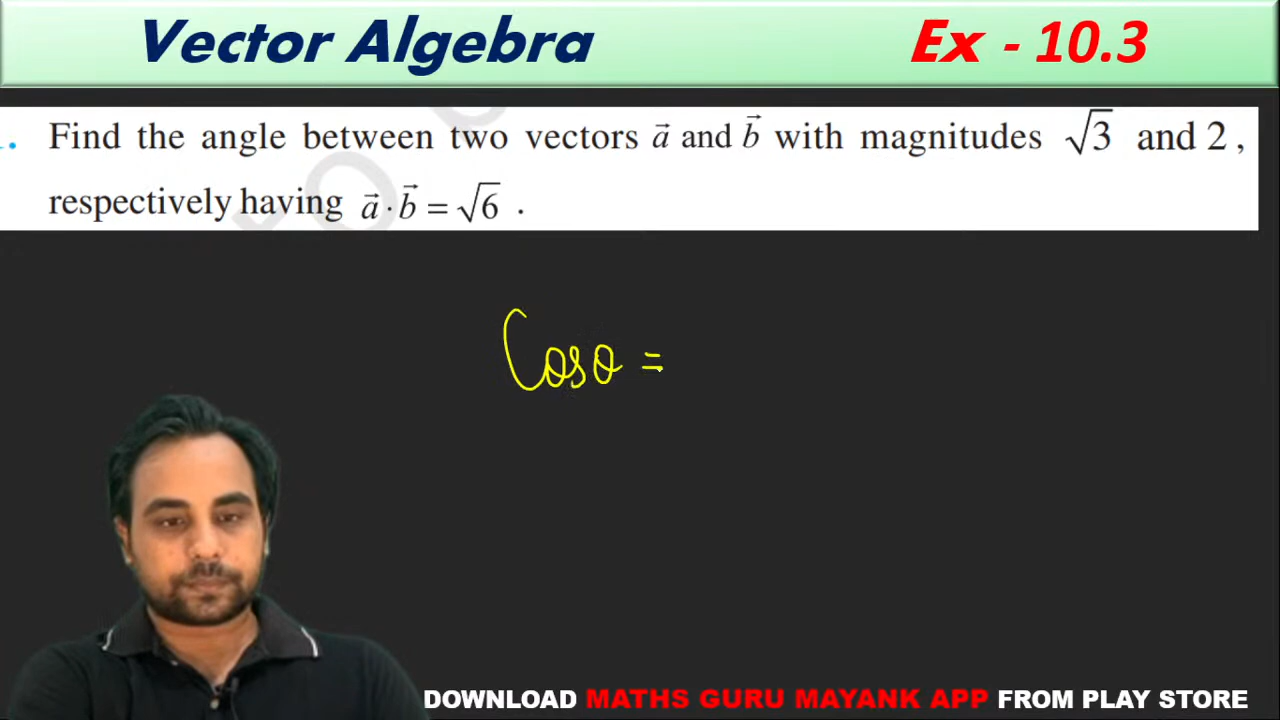 Vector Algebra
Ex - 10.3
Find the angle between two vectors a⃗ and b⃗ with magnitudes √3 and 2 ,
respectively having a⃗ · b⃗ = √6 .
Cosθ =
DOWNLOAD MATHS GURU MAYANK APP FROM PLAY STORE